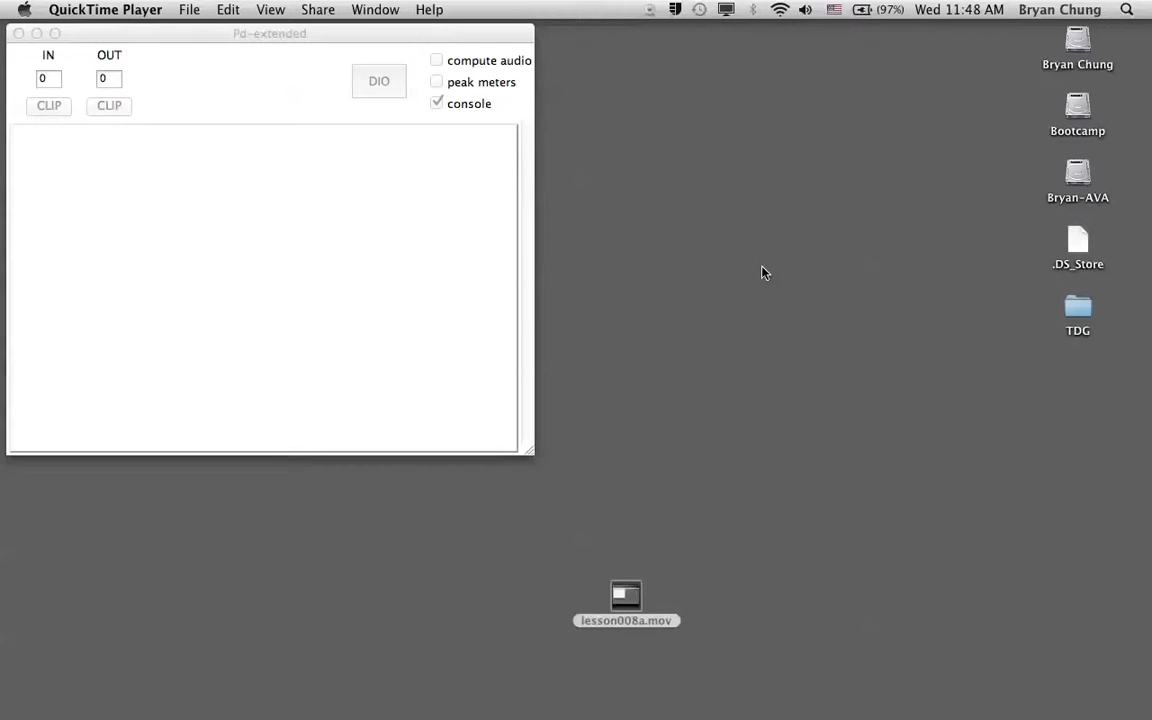 QuickTime Player File Edit View Share Window Help (97%) Wed 11:48 AM Bryan Chung
Pd-extended
IN OUT
0 0
CLIP CLIP
DIO
compute audio
peak meters
console
Bryan Chung
Bootcamp
Bryan-AVA
.DS_Store
TDG
lesson008a.mov